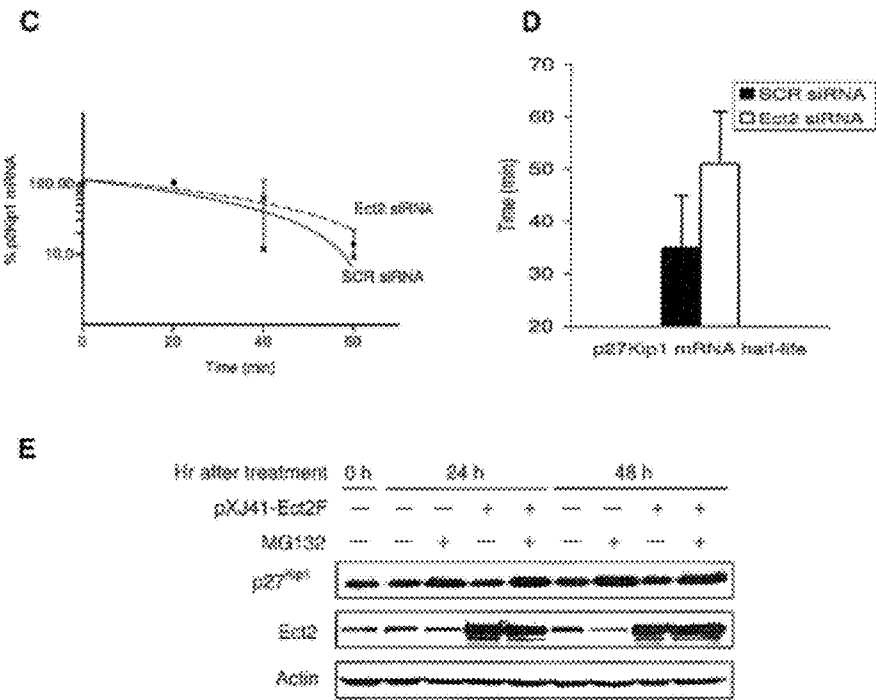 C
% p2Kip1 mRNA
100.00
10.0
Ect2 siRNA
SCR siRNA
0
20
40
60
Time (min)
D
Time (min)
70
60
50
40
30
20
SCR siRNA
Ect2 siRNA
p27Kip1 mRNA half-life
E
Hr after treatment 0 h 24 h 48 h
pXJ41-Ect2F — — — + + — — + +
MG132 — — + — + — + — +
p27Kip1
Ect2
Actin